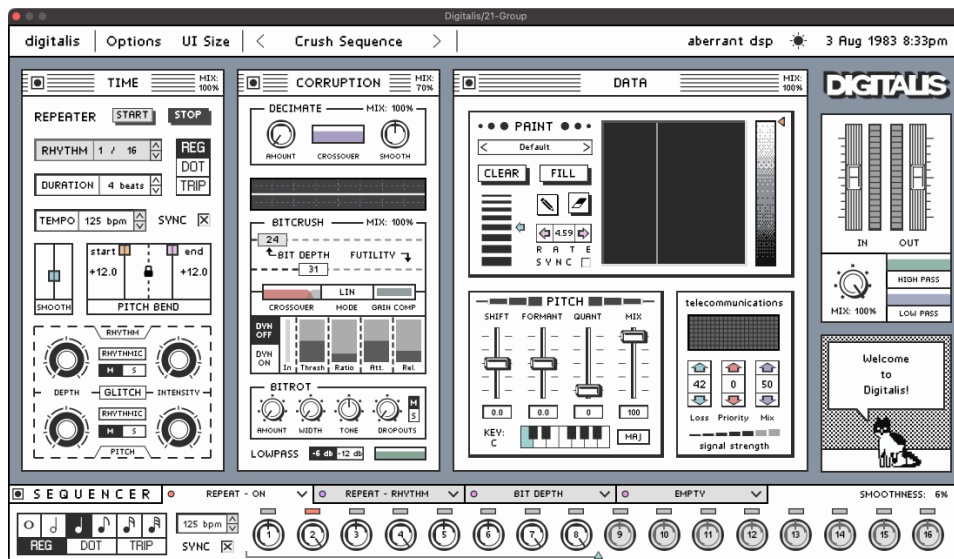 Digitalis/21-Group
digitalis Options UI Size < Crush Sequence > aberrant dsp 3 Aug 1983 8:33pm
TIME MIX: 100%
REPEATER START STOP
RHYTHM 1 / 16
REG
DOT
TRIP
DURATION 4 beats
TEMPO 125 bpm SYNC
start end
+12.0 +12.0
SMOOTH PITCH BEND
RHYTHM
RHYTHMIC
M S
DEPTH GLITCH INTENSITY
RHYTHMIC
M S
PITCH
CORRUPTION MIX: 70%
DECIMATE MIX: 100%
AMOUNT CROSSOVER SMOOTH
BITCRUSH MIX: 100%
24
BIT DEPTH FUTILITY
31
LIN
CROSSOVER MODE GAIN COMP
DYN OFF
DYN ON
In Thresh Ratio Att. Rel.
BITROT
M
S
AMOUNT WIDTH TONE DROPOUTS
LOWPASS -6 db -12 db
DATA MIX: 100%
PAINT
< Default >
CLEAR FILL
4.59
RATE
SYNC
PITCH
SHIFT FORMANT QUANT MIX
0.0 0.0 0 100
KEY: C MAJ
telecommunications
42 0 50
Loss Priority Mix
signal strength
DIGITALIS
IN OUT
HIGH PASS
MIX: 100% LOW PASS
Welcome
to
Digitalis!
SEQUENCER REPEAT - ON REPEAT - RHYTHM BIT DEPTH EMPTY SMOOTHNESS: 6%
REG DOT TRIP
125 bpm
SYNC
1 2 3 4 5 6 7 8 9 10 11 12 13 14 15 16